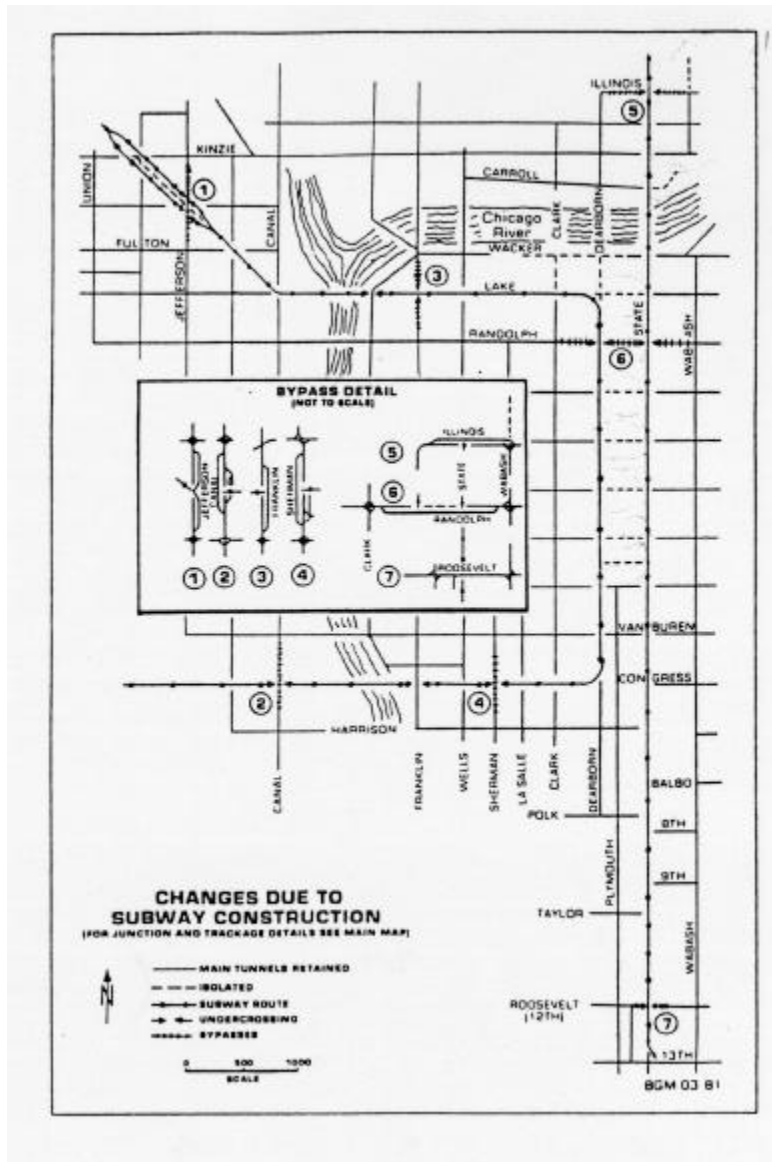 ILLINOIS
5
KINZIE
UNION
1
CARROLL
CANAL
Chicago
River
CLARK
DEARBORN
FULTON
WACKER
JEFFERSON
3
LAKE
STATE
RANDOLPH
6
WABASH
BYPASS DETAIL
(NOT TO SCALE)
ILLINOIS
5
JEFFERSON
CANAL
FRANKLIN
SHERMAN
STATE
WABASH
6
RANDOLPH
CLARK
1
2
3
4
7
ROOSEVELT
VAN BUREN
CONGRESS
2
4
HARRISON
CANAL
FRANKLIN
WELLS
SHERMAN
LA SALLE
CLARK
DEARBORN
BALBO
POLK
8TH
PLYMOUTH
9TH
TAYLOR
WABASH
CHANGES DUE TO
SUBWAY CONSTRUCTION
(FOR JUNCTION AND TRACKAGE DETAILS SEE MAIN MAP)
N
MAIN TUNNELS RETAINED
ISOLATED
SUBWAY ROUTE
UNDERCROSSING
BYPASSES
0 500 1000
SCALE
ROOSEVELT
(12TH)
7
13TH
BGM 03 81